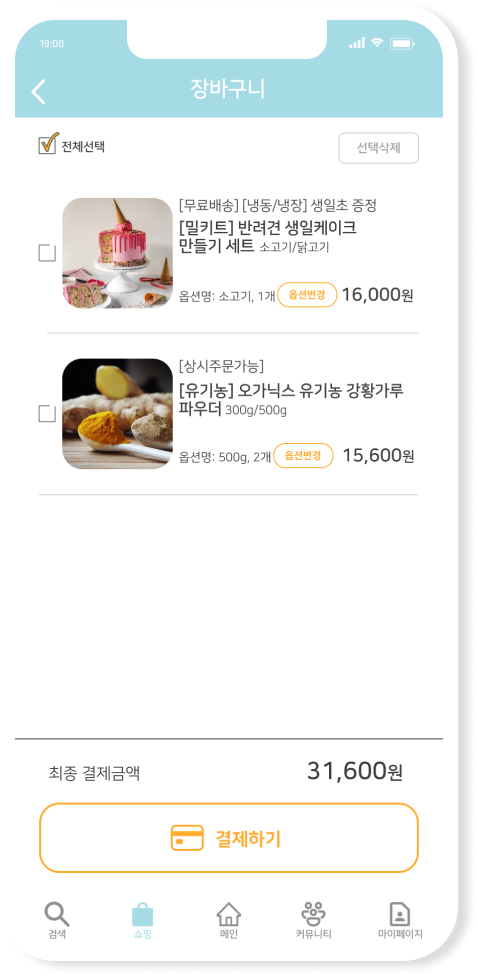 19:00
장바구니
전체선택
선택삭제
[무료배송] [냉동/냉장] 생일초 증정
[밀키트] 반려견 생일케이크
만들기 세트 소고기/닭고기
옵션명: 소고기, 1개 옵션변경 16,000원
[상시주문가능]
[유기농] 오가닉스 유기농 강황가루
파우더 300g/500g
옵션명: 500g, 2개 옵션변경 15,600원
최종 결제금액 31,600원
결제하기
검색 쇼핑 메인 커뮤니티 마이페이지